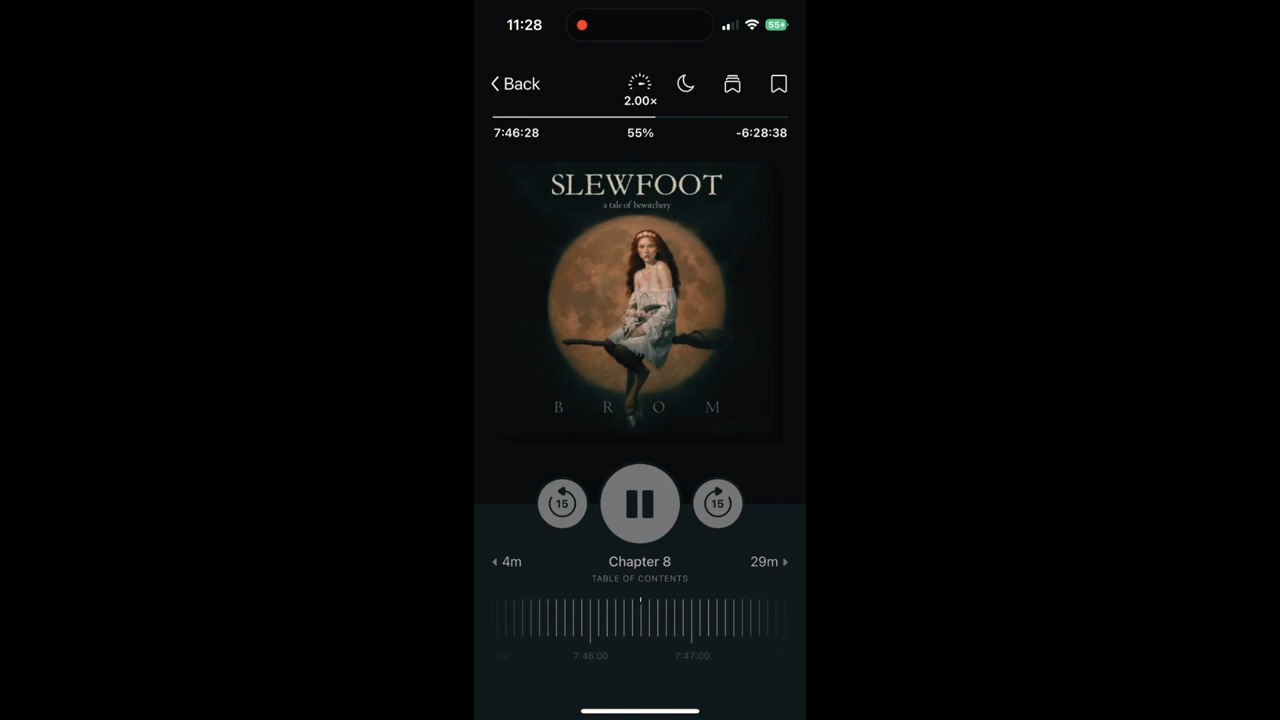 11:28
55
Back
2.00×
7:46:28 55% -6:28:38
SLEWFOOT
a tale of bewitchery
B R O M
15 15
4m Chapter 8 29m
TABLE OF CONTENTS
7:46:00 7:47:00